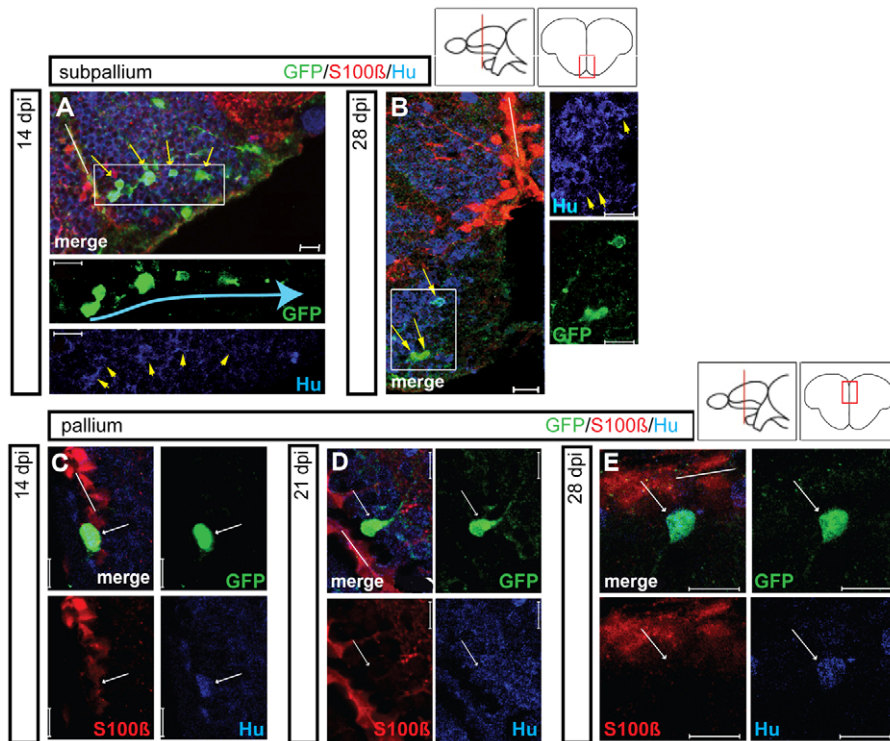 subpallium GFP/S100ß/Hu
14 dpi
A
merge
GFP
Hu
28 dpi
B
merge
Hu
GFP
pallium GFP/S100ß/Hu
14 dpi
C
merge
GFP
S100ß
Hu
21 dpi
D
merge
GFP
S100ß
Hu
28 dpi
E
merge
GFP
S100ß
Hu